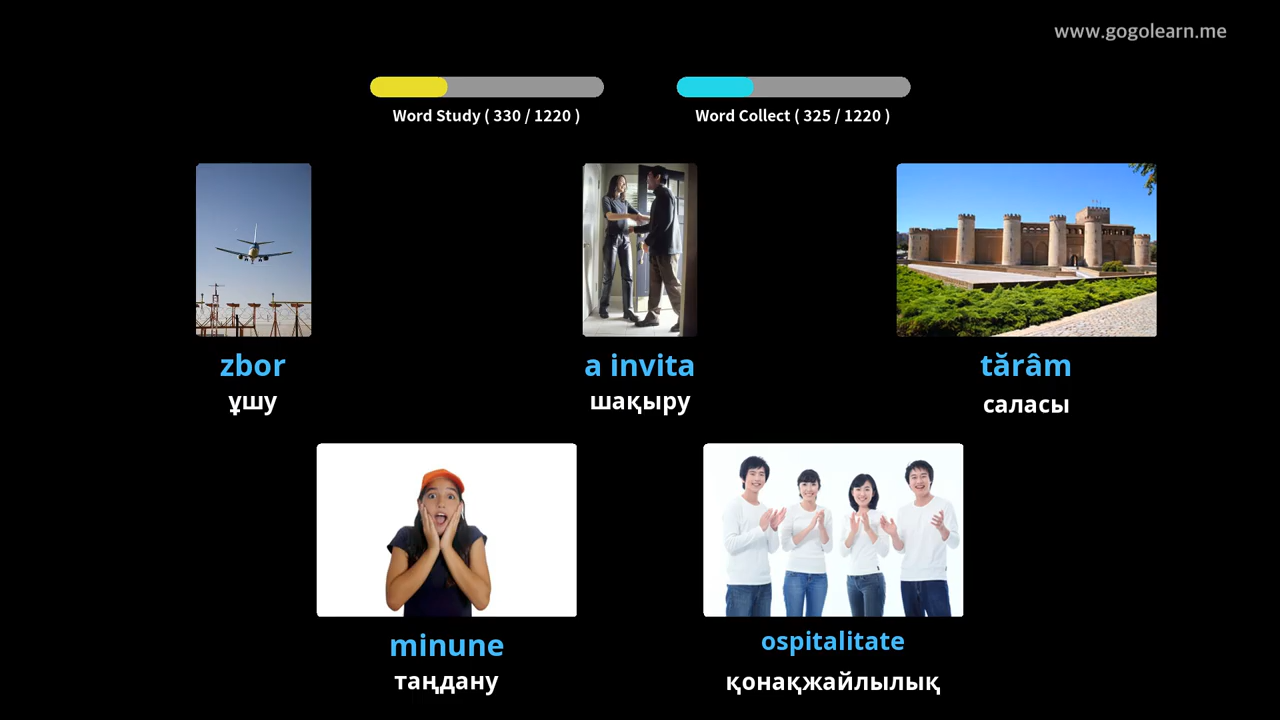 www.gogolearn.me
Word Study ( 330 / 1220 )
Word Collect ( 325 / 1220 )
zbor
ұшу
a invita
шақыру
tărâm
саласы
minune
таңдану
ospitalitate
қонақжайлылық